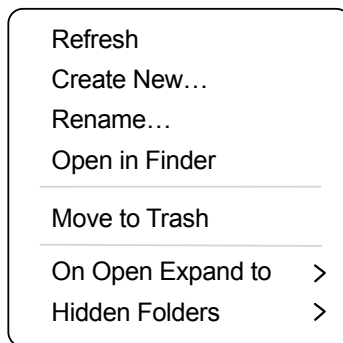 Refresh
Create New…
Rename…
Open in Finder
Move to Trash
On Open Expand to >
Hidden Folders >